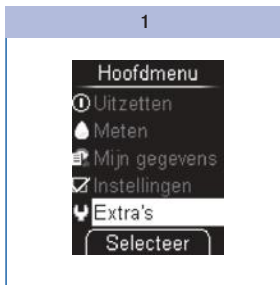 1
Hoofdmenu
Uitzetten
Meten
Mijn gegevens
Instellingen
Extra's
Selecteer